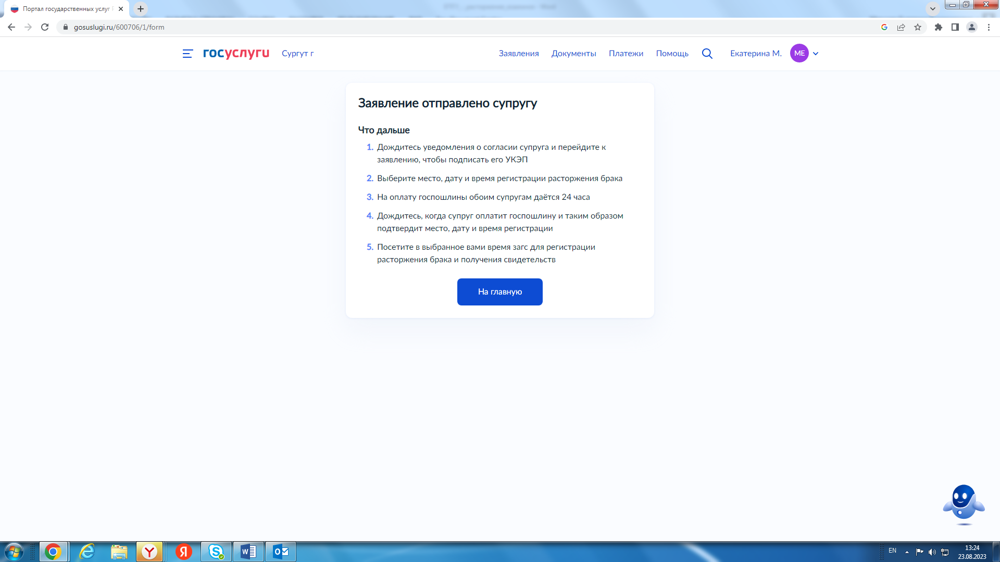 Портал государственных услуг
gosuslugi.ru/600706/1/form
госуслуги
Сургут г
Заявления
Документы
Платежи
Помощь
Екатерина М.
МЕ
Заявление отправлено супругу
Что дальше
1. Дождитесь уведомления о согласии супруга и перейдите к
заявлению, чтобы подписать его УКЭП
2. Выберите место, дату и время регистрации расторжения брака
3. На оплату госпошлины обоим супругам даётся 24 часа
4. Дождитесь, когда супруг оплатит госпошлину и таким образом
подтвердит место, дату и время регистрации
5. Посетите в выбранное вами время загс для регистрации
расторжения брака и получения свидетельств
На главную
EN
13:24
23.08.2023